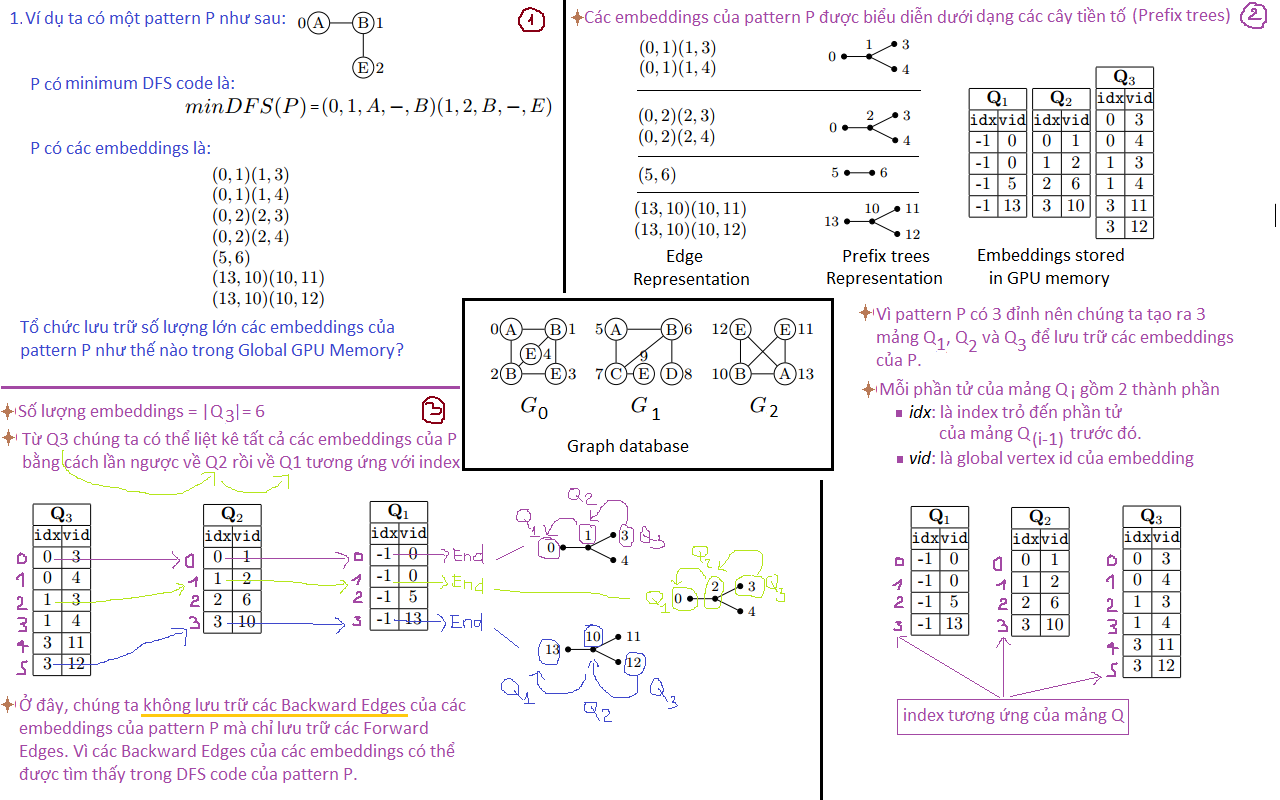 1. Ví dụ ta có một pattern P như sau:
0 A B 1
E 2
1
P có minimum DFS code là:
minDFS(P)=(0, 1, A, −, B)(1, 2, B, −, E)
P có các embeddings là:
(0, 1)(1, 3)
(0, 1)(1, 4)
(0, 2)(2, 3)
(0, 2)(2, 4)
(5, 6)
(13, 10)(10, 11)
(13, 10)(10, 12)
Tổ chức lưu trữ số lượng lớn các embeddings của
pattern P như thế nào trong Global GPU Memory?
Các embeddings của pattern P được biểu diễn dưới dạng các cây tiền tố (Prefix trees)
2
(0, 1)(1, 3)
(0, 1)(1, 4)
0 1 3
4
(0, 2)(2, 3)
(0, 2)(2, 4)
0 2 3
4
(5, 6)
5 6
(13, 10)(10, 11)
(13, 10)(10, 12)
13 10 11
12
Edge
Representation
Prefix trees
Representation
Q1
idx vid
-1 0
-1 0
-1 5
-1 13
Q2
idx vid
0 1
1 2
2 6
3 10
Q3
idx vid
0 3
0 4
1 3
1 4
3 11
3 12
Embeddings stored
in GPU memory
0 A B 1
E 4
2 B E 3
G0
5 A B 6
9
7 C E D 8
G1
12 E E 11
10 B A 13
G2
Graph database
Vì pattern P có 3 đỉnh nên chúng ta tạo ra 3
mảng Q1, Q2 và Q3 để lưu trữ các embeddings
của P.
Mỗi phần tử của mảng Qi gồm 2 thành phần
idx: là index trỏ đến phần tử
của mảng Q(i-1) trước đó.
vid: là global vertex id của embedding
Q1
idx vid
0 -1 0
1 -1 0
2 -1 5
3 -1 13
Q2
idx vid
0 0 1
1 1 2
2 2 6
3 3 10
Q3
idx vid
0 0 3
1 0 4
2 1 3
3 1 4
4 3 11
5 3 12
index tương ứng của mảng Q
Số lượng embeddings = |Q3|= 6
3
Từ Q3 chúng ta có thể liệt kê tất cả các embeddings của P
bằng cách lần ngược về Q2 rồi về Q1 tương ứng với index
Q3
idx vid
0 0 3
1 0 4
2 1 3
3 1 4
4 3 11
5 3 12
Q2
idx vid
0 0 1
1 1 2
2 2 6
3 3 10
Q1
idx vid
0 -1 0 End
1 -1 0 End
2 -1 5
3 -1 13 End
Q2
Q1 Q3
0 1 3
4
Q2
Q1 Q3
0 2 3
4
13 10 11
12
Q1 Q2 Q3
Ở đây, chúng ta không lưu trữ các Backward Edges của các
embeddings của pattern P mà chỉ lưu trữ các Forward
Edges. Vì các Backward Edges của các embeddings có thể
được tìm thấy trong DFS code của pattern P.